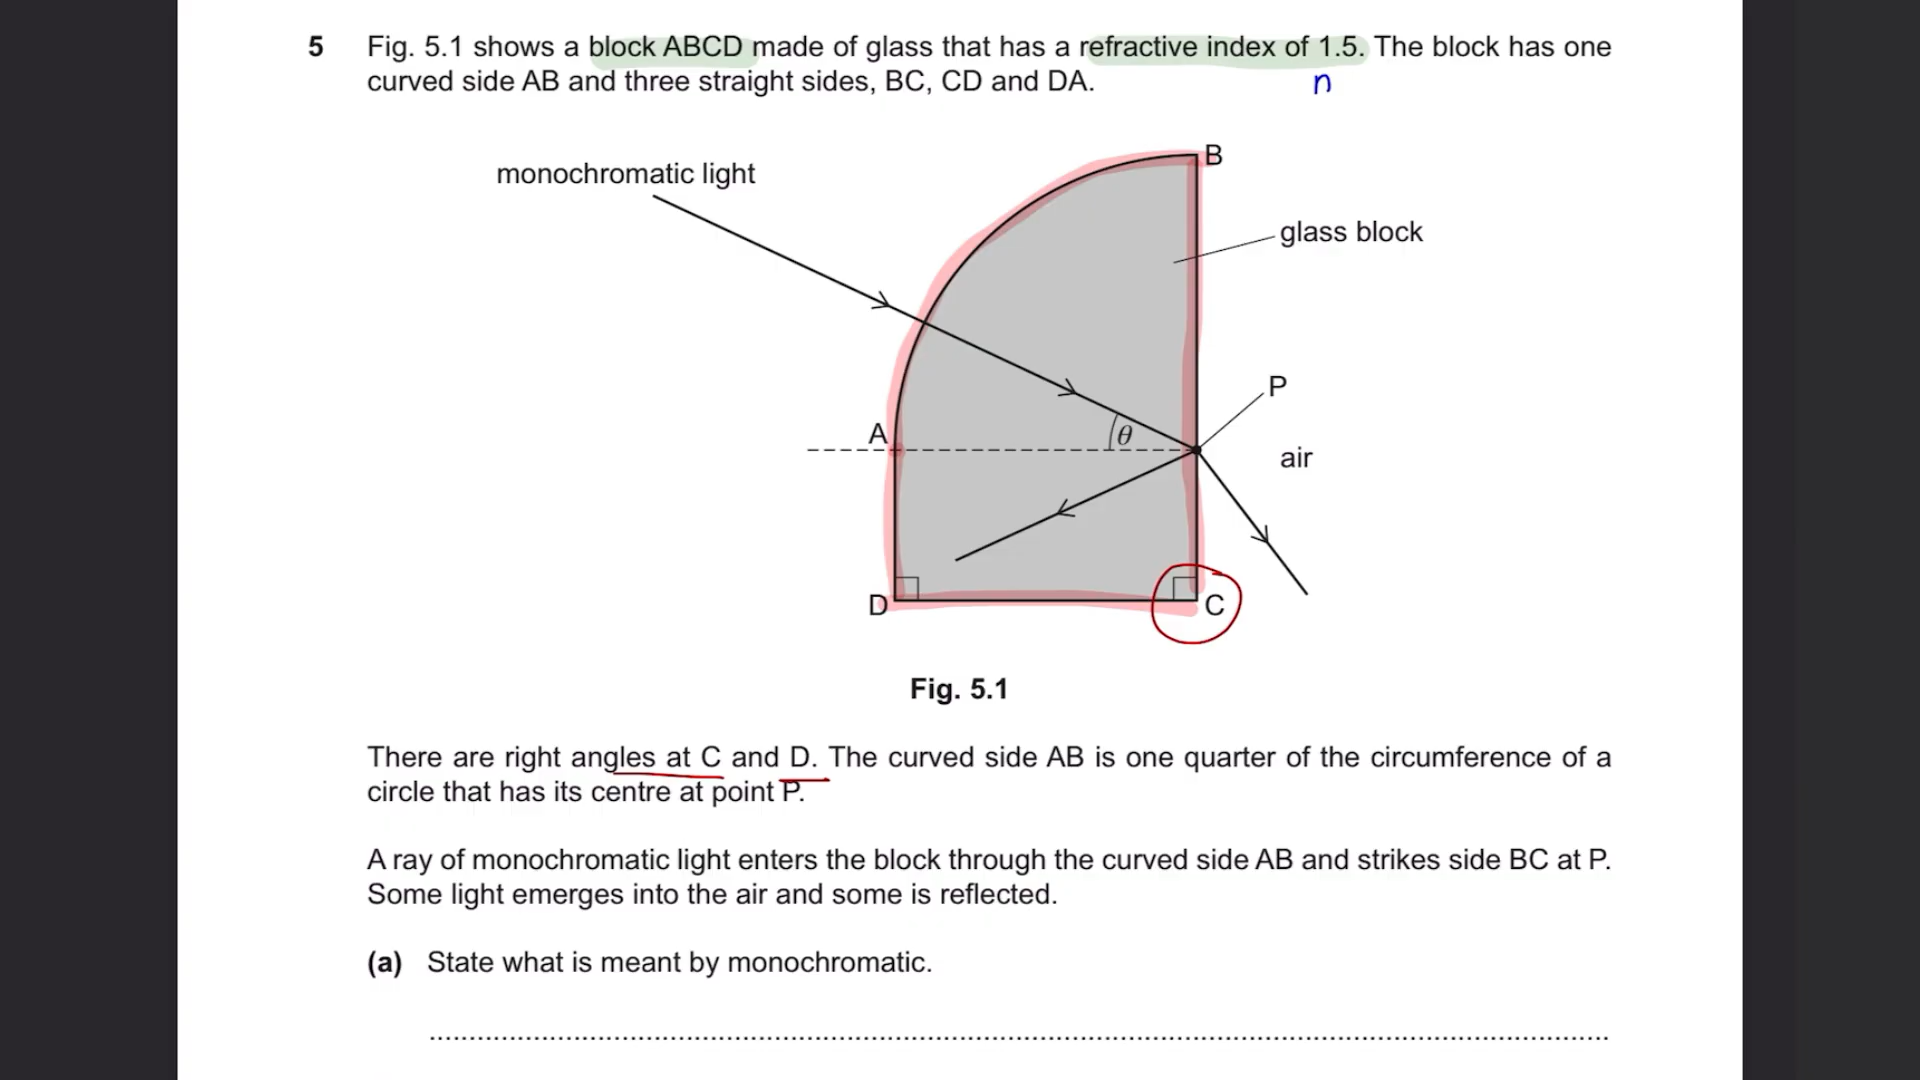 5 Fig. 5.1 shows a block ABCD made of glass that has a refractive index of 1.5. The block has one
curved side AB and three straight sides, BC, CD and DA.
n
monochromatic light
B
glass block
P
A
θ
air
D
C
Fig. 5.1
There are right angles at C and D. The curved side AB is one quarter of the circumference of a
circle that has its centre at point P.
A ray of monochromatic light enters the block through the curved side AB and strikes side BC at P.
Some light emerges into the air and some is reflected.
(a) State what is meant by monochromatic.